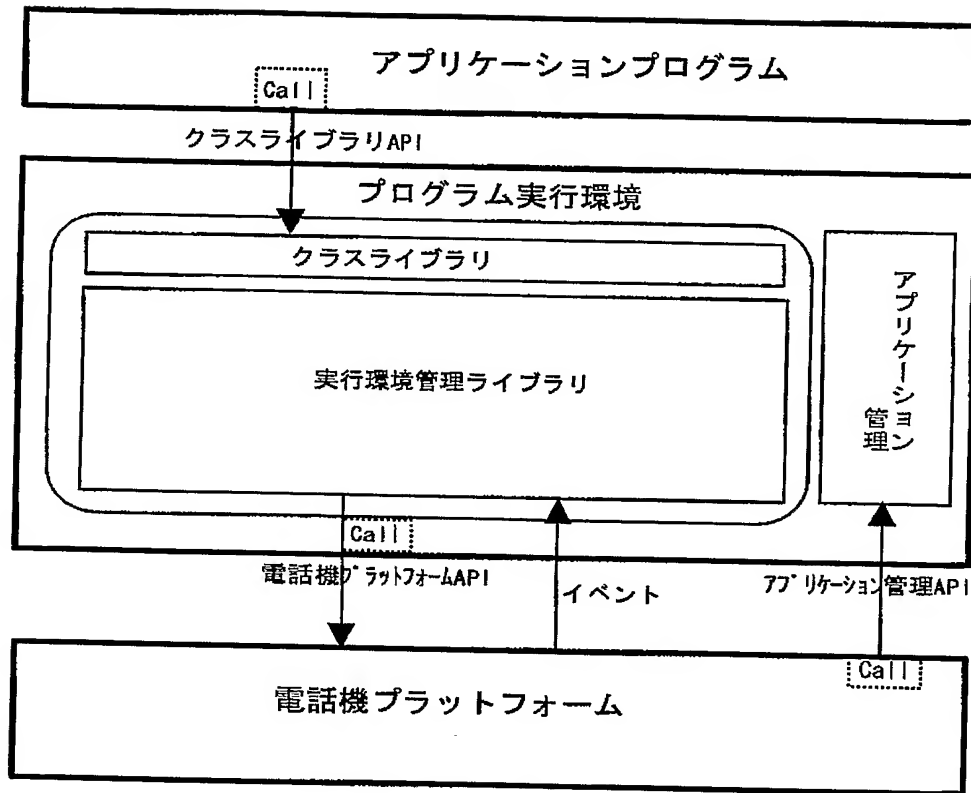 アプリケーションプログラム
Call
クラスライブラリAPI
プログラム実行環境
クラスライブラリ
実行環境管理ライブラリ
アプリケーション
管理
Call
電話機プラットフォームAPI
イベント
アプリケーション管理API
Call
電話機プラットフォーム